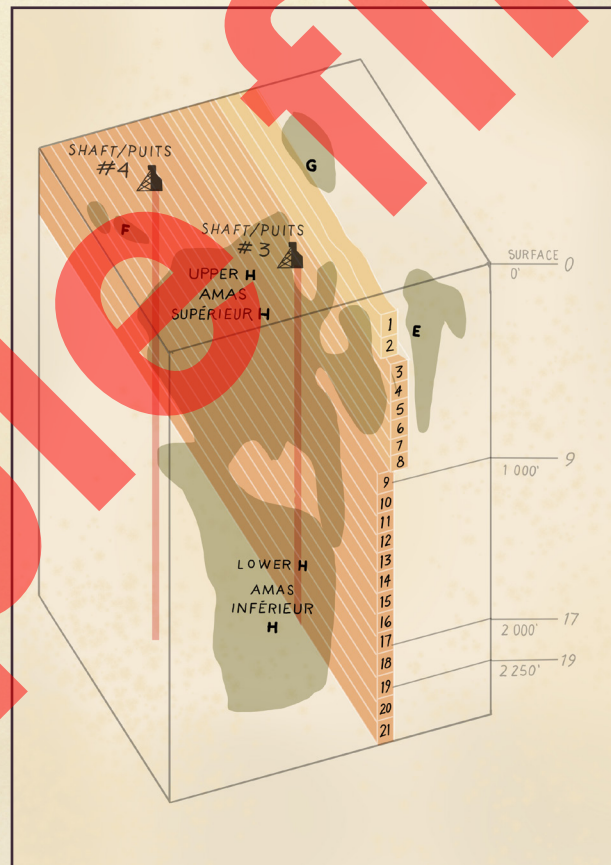 SHAFT/PUITS
#4
G
F
SHAFT/PUITS
#3
UPPER H
AMAS
SUPÉRIEUR H
SURFACE 0
0'
E
1
2
3
4
5
6
7
8
9
10
11
12
13
14
15
16
17
18
19
20
21
9
1 000'
17
2 000'
19
2 250'
LOWER H
AMAS
INFÉRIEUR
H